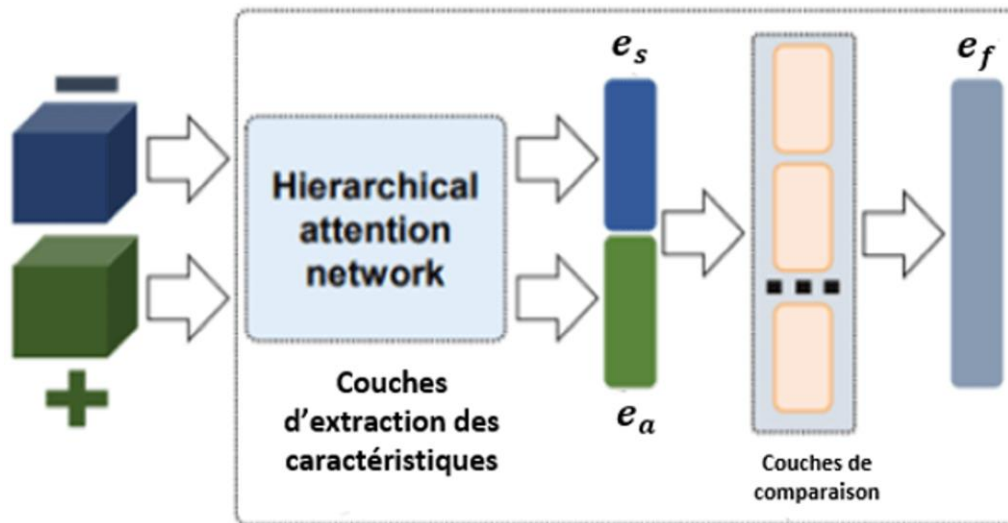 e_s
e_f
Hierarchical
attention
network
Couches
d'extraction des
caractéristiques
e_a
Couches de
comparaison